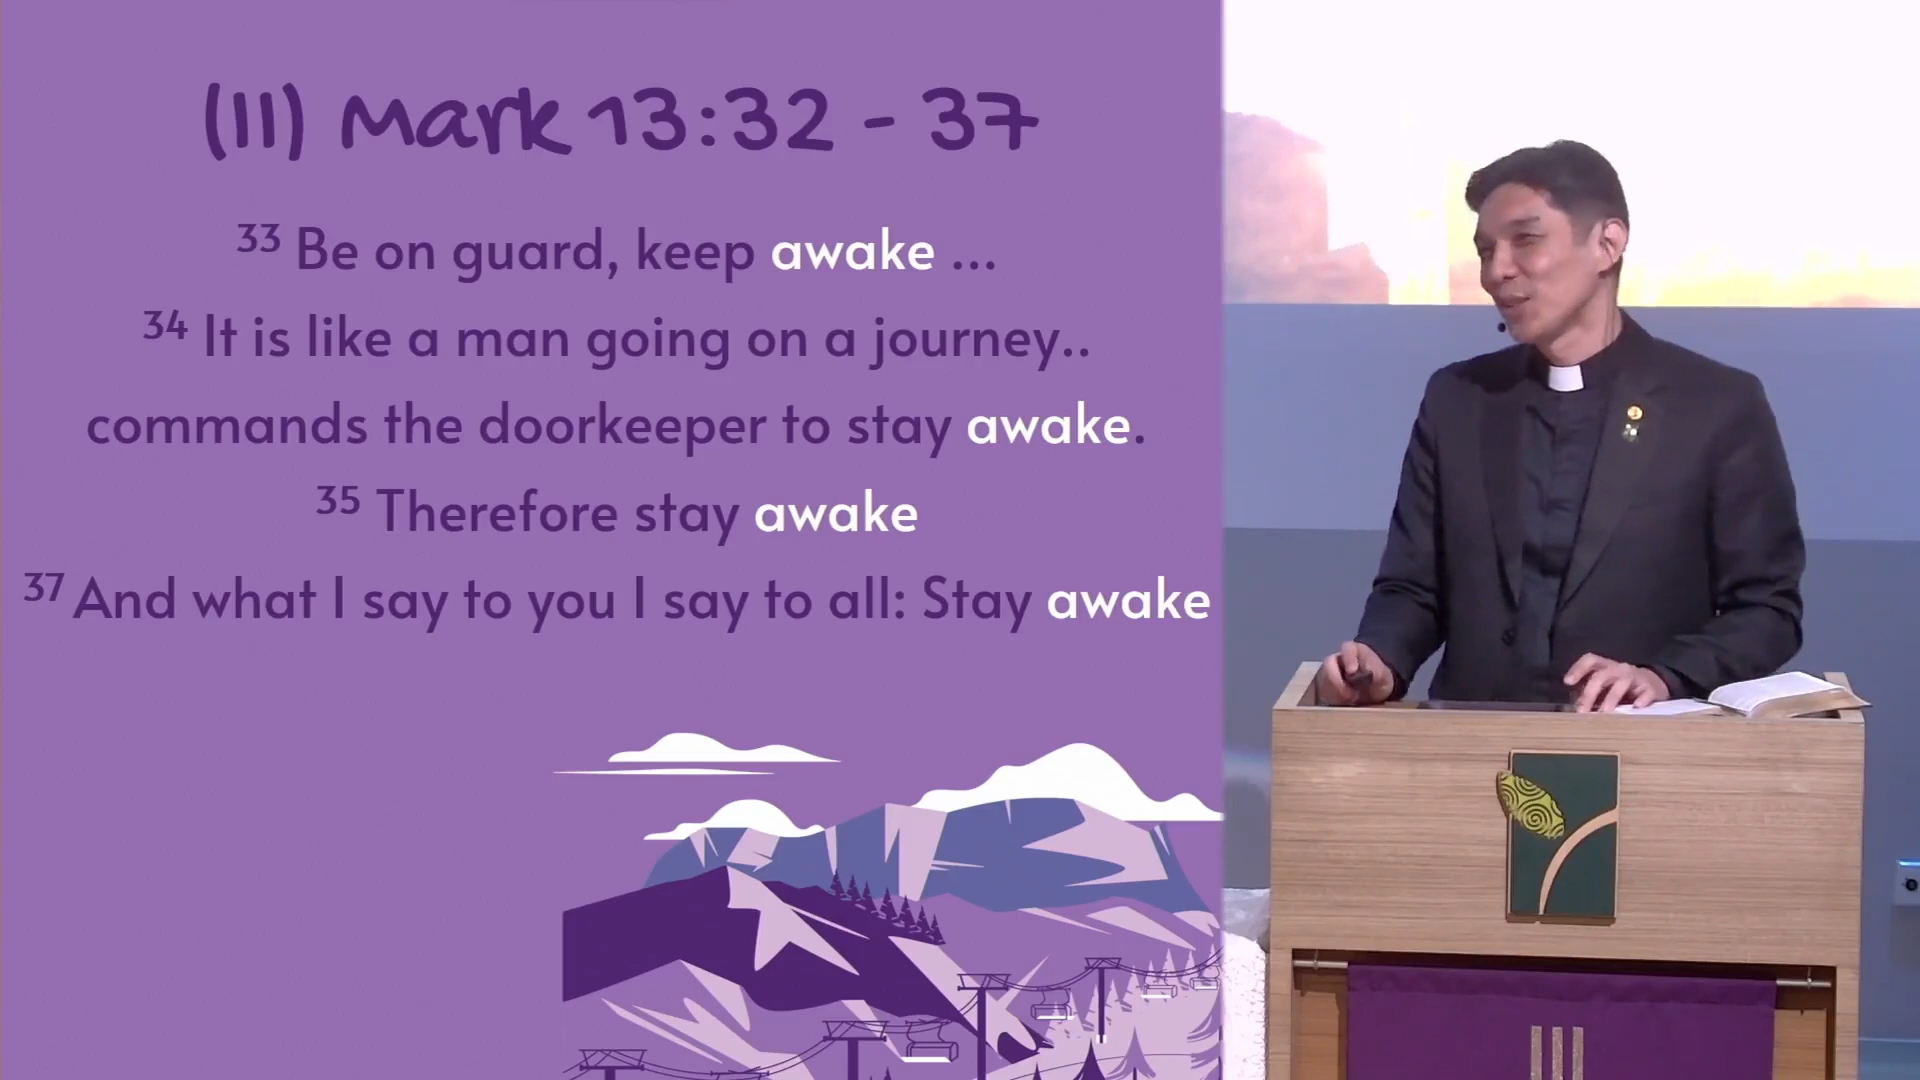 (II) Mark 13:32 - 37
33 Be on guard, keep awake ...
34 It is like a man going on a journey..
commands the doorkeeper to stay awake.
35 Therefore stay awake
37 And what I say to you I say to all: Stay awake